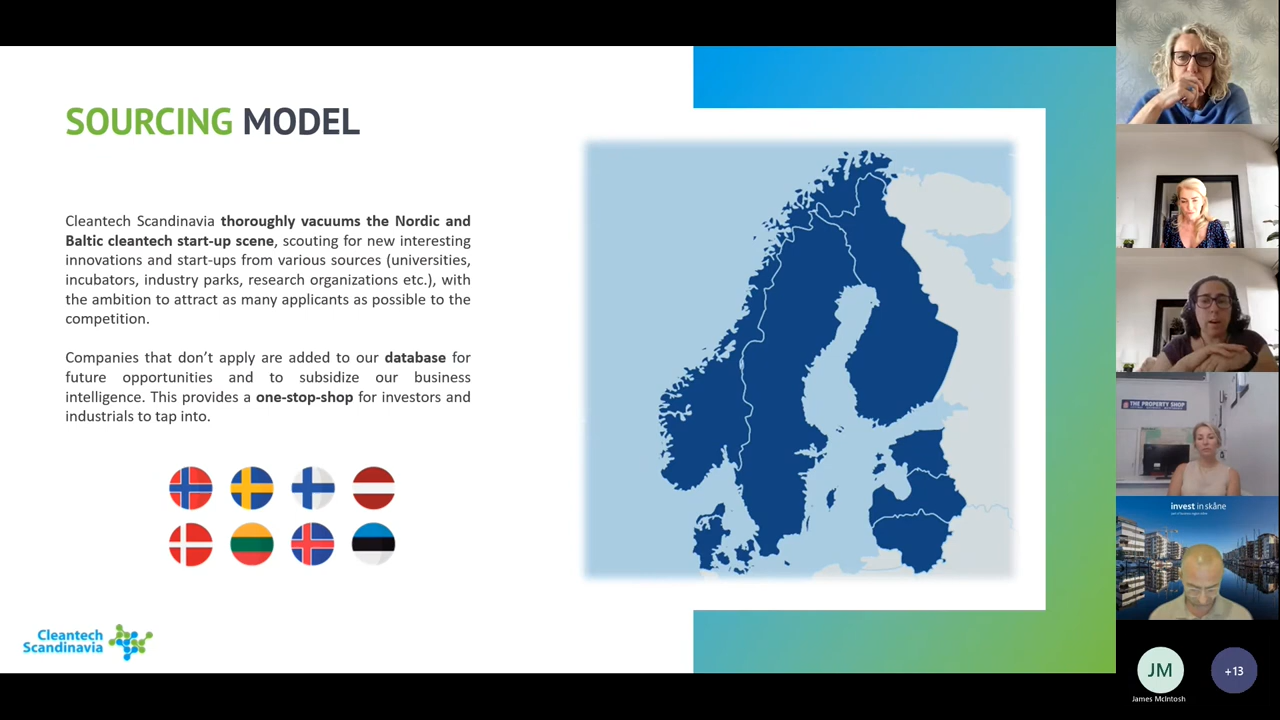 SOURCING MODEL
Cleantech Scandinavia thoroughly vacuums the Nordic and
Baltic cleantech start-up scene, scouting for new interesting
innovations and start-ups from various sources (universities,
incubators, industry parks, research organizations etc.), with
the ambition to attract as many applicants as possible to the
competition.
Companies that don’t apply are added to our database for
future opportunities and to subsidize our business
intelligence. This provides a one-stop-shop for investors and
industrials to tap into.
Cleantech
Scandinavia
THE PROPERTY SHOP
invest in skåne
JM
+13
James McIntosh